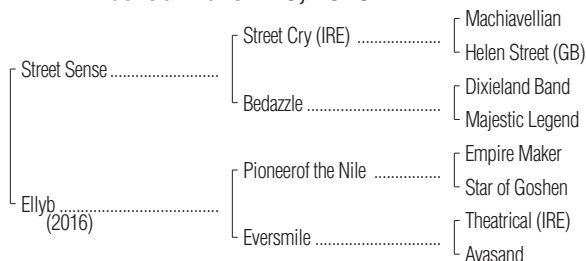 Machiavellian
Street Cry (IRE) ....................
Helen Street (GB)
Street Sense ............................
Dixieland Band
Bedazzle ................................
Majestic Legend
Empire Maker
Pioneerof the Nile ................
Star of Goshen
Ellyb ..........................................
(2016)
Theatrical (IRE)
Eversmile ..............................
Avasand